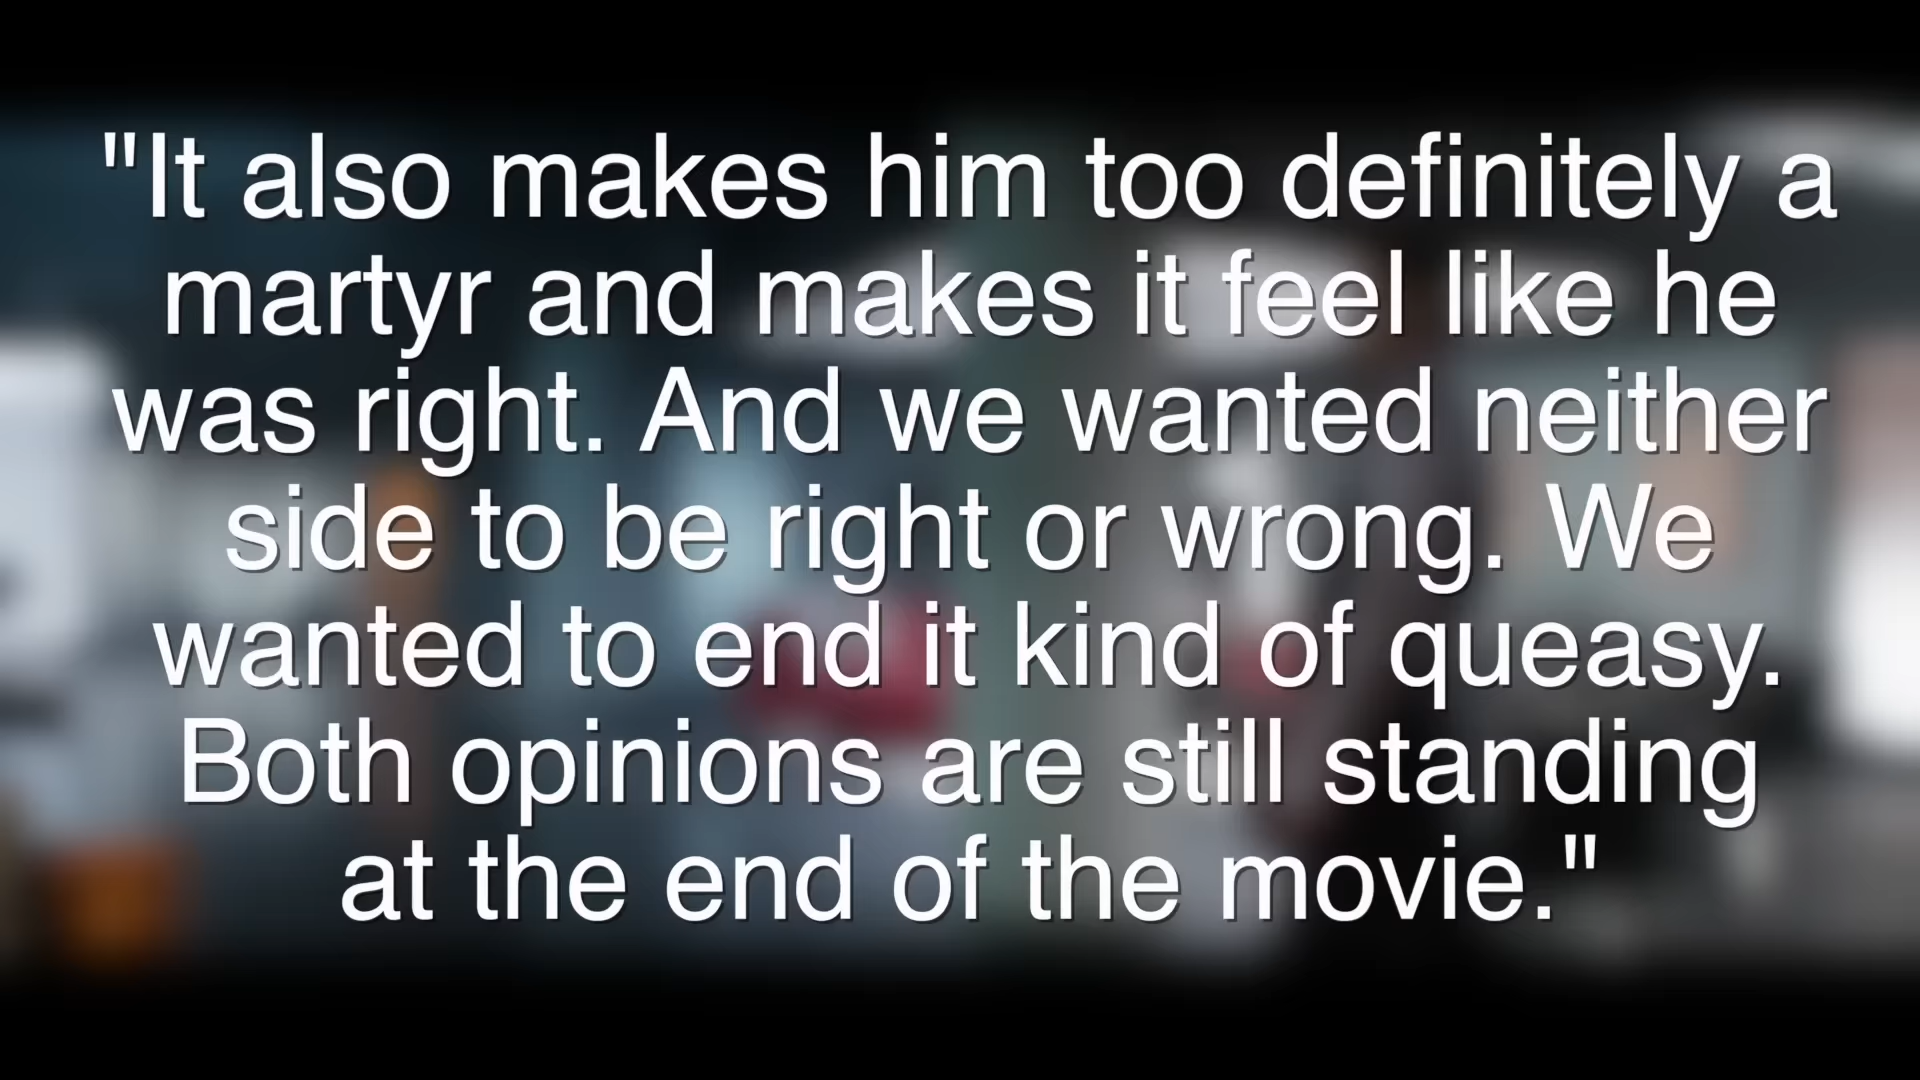 "It also makes him too definitely a
martyr and makes it feel like he
was right. And we wanted neither
side to be right or wrong. We
wanted to end it kind of queasy.
Both opinions are still standing
at the end of the movie."